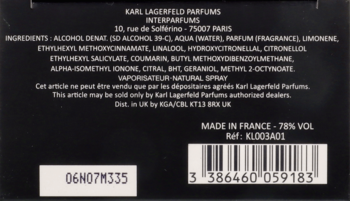 KARL LAGERFELD PARFUMS
INTERPARFUMS
10, rue de Solférino - 75007 PARIS
INGREDIENTS : ALCOHOL DENAT. (SD ALCOHOL 39-C), AQUA (WATER), PARFUM (FRAGRANCE), LIMONENE,
ETHYLHEXYL METHOXYCINNAMATE, LINALOOL, HYDROXYCITRONELLAL, CITRONELLOL
ETHYLHEXYL SALICYLATE, COUMARIN, BUTYL METHOXYDIBENZOYLMETHANE,
ALPHA-ISOMETHYL IONONE, CITRAL, BHT, GERANIOL, METHYL 2-OCTYNOATE.
VAPORISATEUR-NATURAL SPRAY
Cet article ne peut être vendu que par les dépositaires agréés Karl Lagerfeld Parfums.
This article may be sold only by Karl Lagerfeld Parfums authorized dealers.
Dist. in UK by KGA/CBL KT13 8RX UK
MADE IN FRANCE - 78% VOL
Réf : KL003A01
06N07M335
3 386460 059183